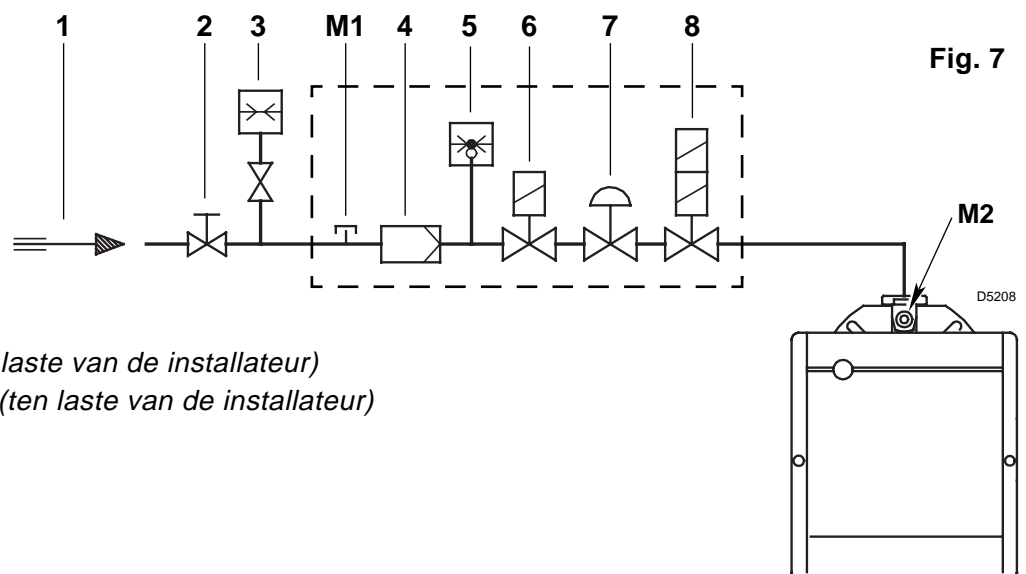 1 2 3 M1 4 5 6 7 8
Fig. 7
M2
D5208
laste van de installateur)
(ten laste van de installateur)